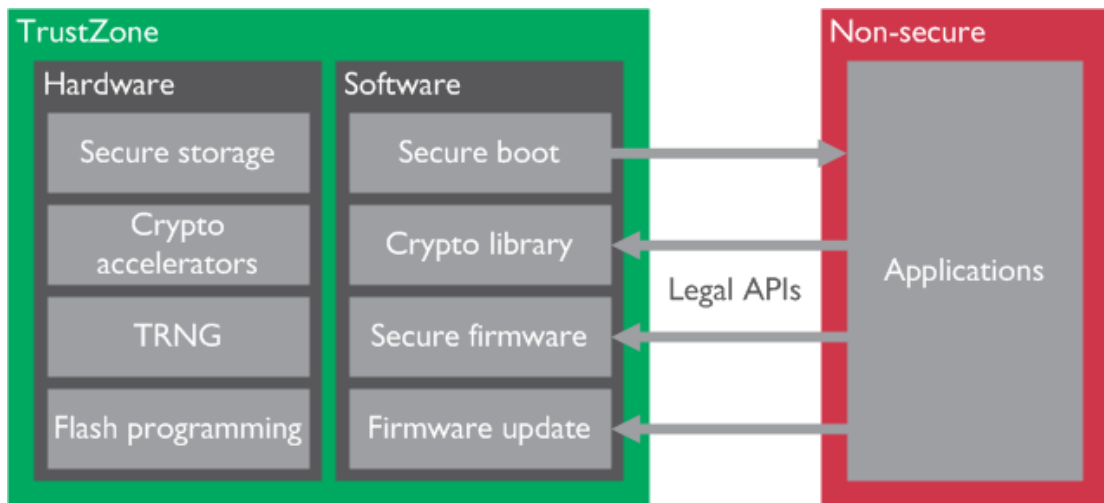 TrustZone
Hardware
Secure storage
Crypto
accelerators
TRNG
Flash programming
Software
Secure boot
Crypto library
Secure firmware
Firmware update
Legal APIs
Non-secure
Applications